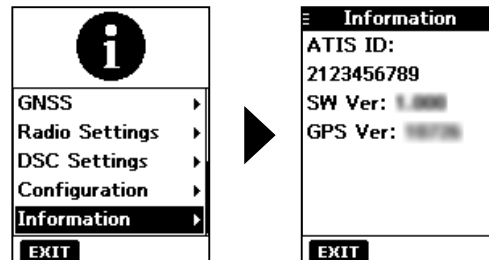 GNSS
Radio Settings
DSC Settings
Configuration
Information
EXIT
Information
ATIS ID:
2123456789
SW Ver:
GPS Ver:
EXIT